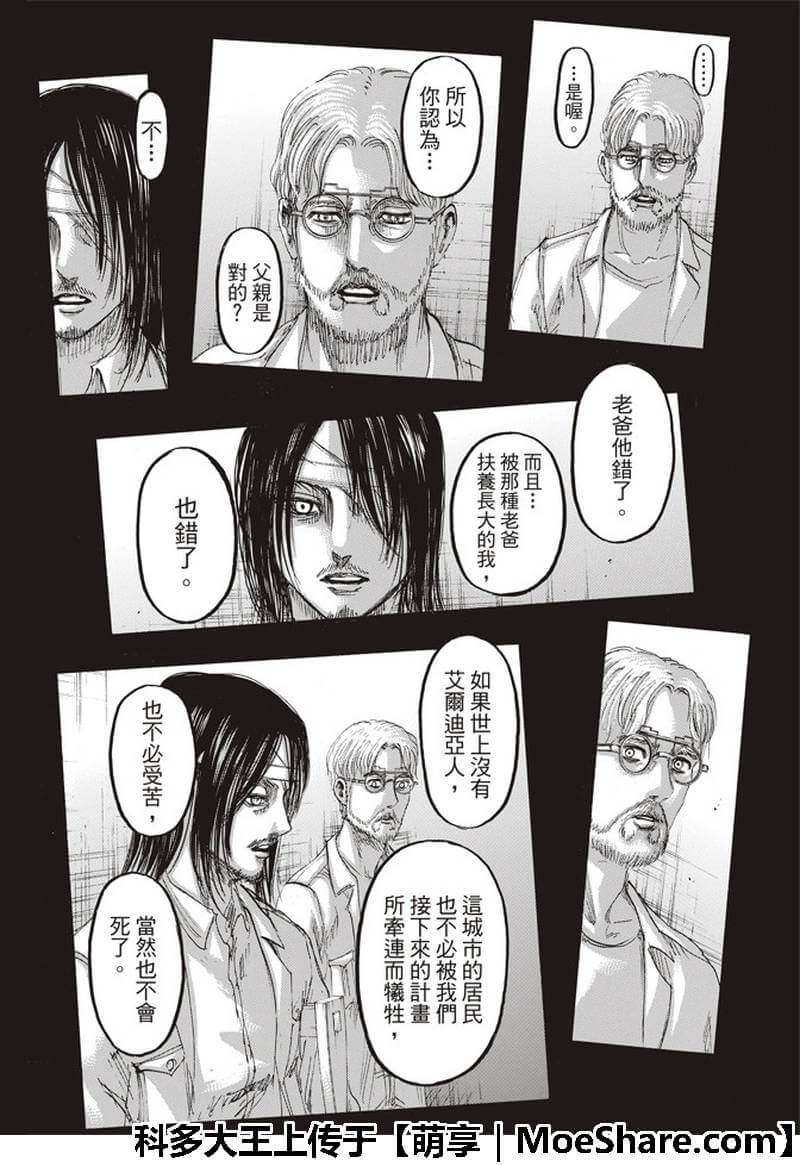 ……
…是喔。
所以
你認為…
父親是
對的？
不…
老爸他錯了。
而且…
被那種老爸
扶養長大的我，
也錯了。
如果世上沒有
艾爾迪亞人，
這城市的居民
也不必被我們
接下來的計畫
所牽連而犧牲，
也不必受苦，
當然也不會
死了。
科多大王上传于【萌享 | MoeShare.com】